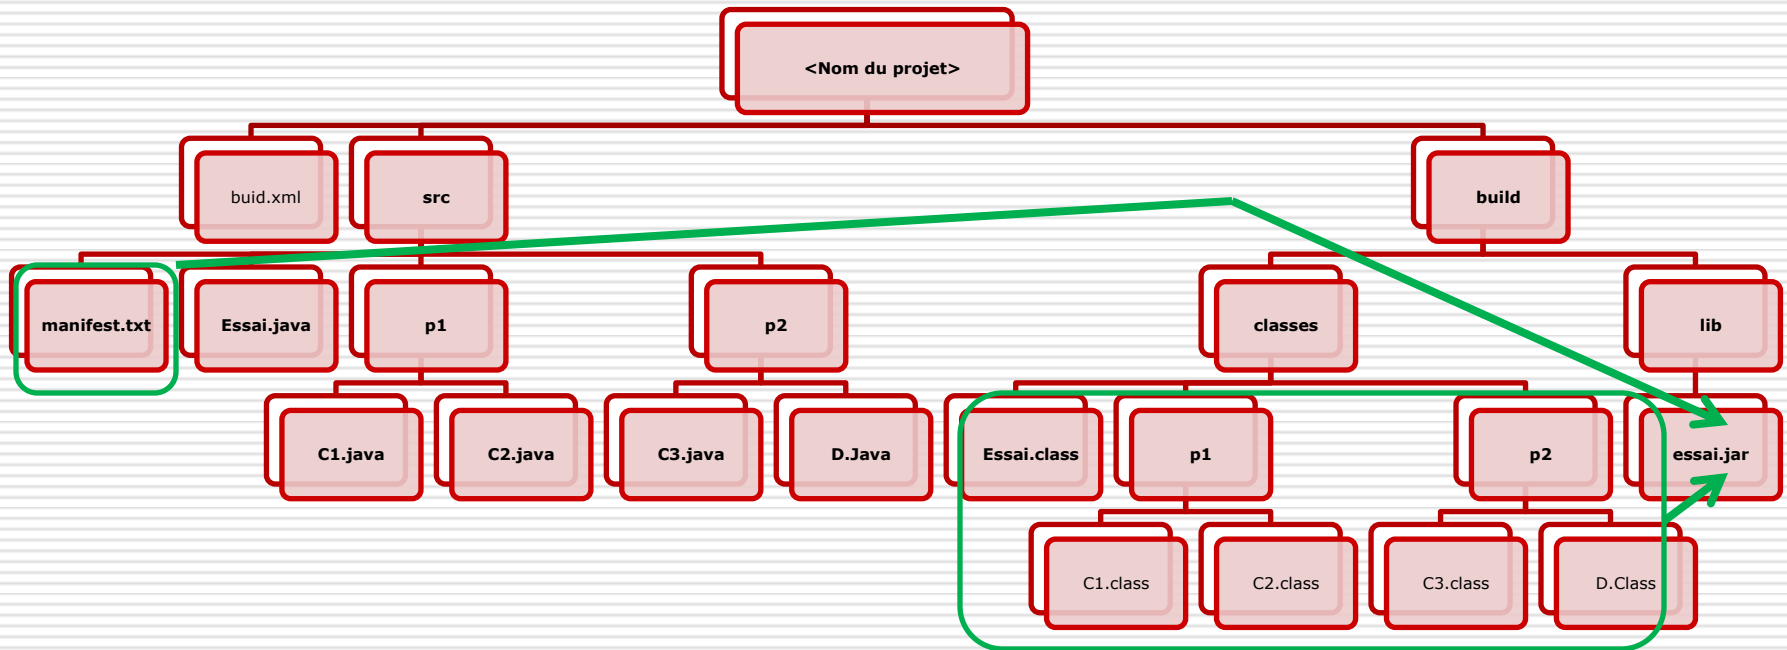 <Nom du projet>
buid.xml
src
build
manifest.txt
Essai.java
p1
p2
classes
lib
C1.java
C2.java
C3.java
D.Java
Essai.class
p1
p2
essai.jar
C1.class
C2.class
C3.class
D.Class